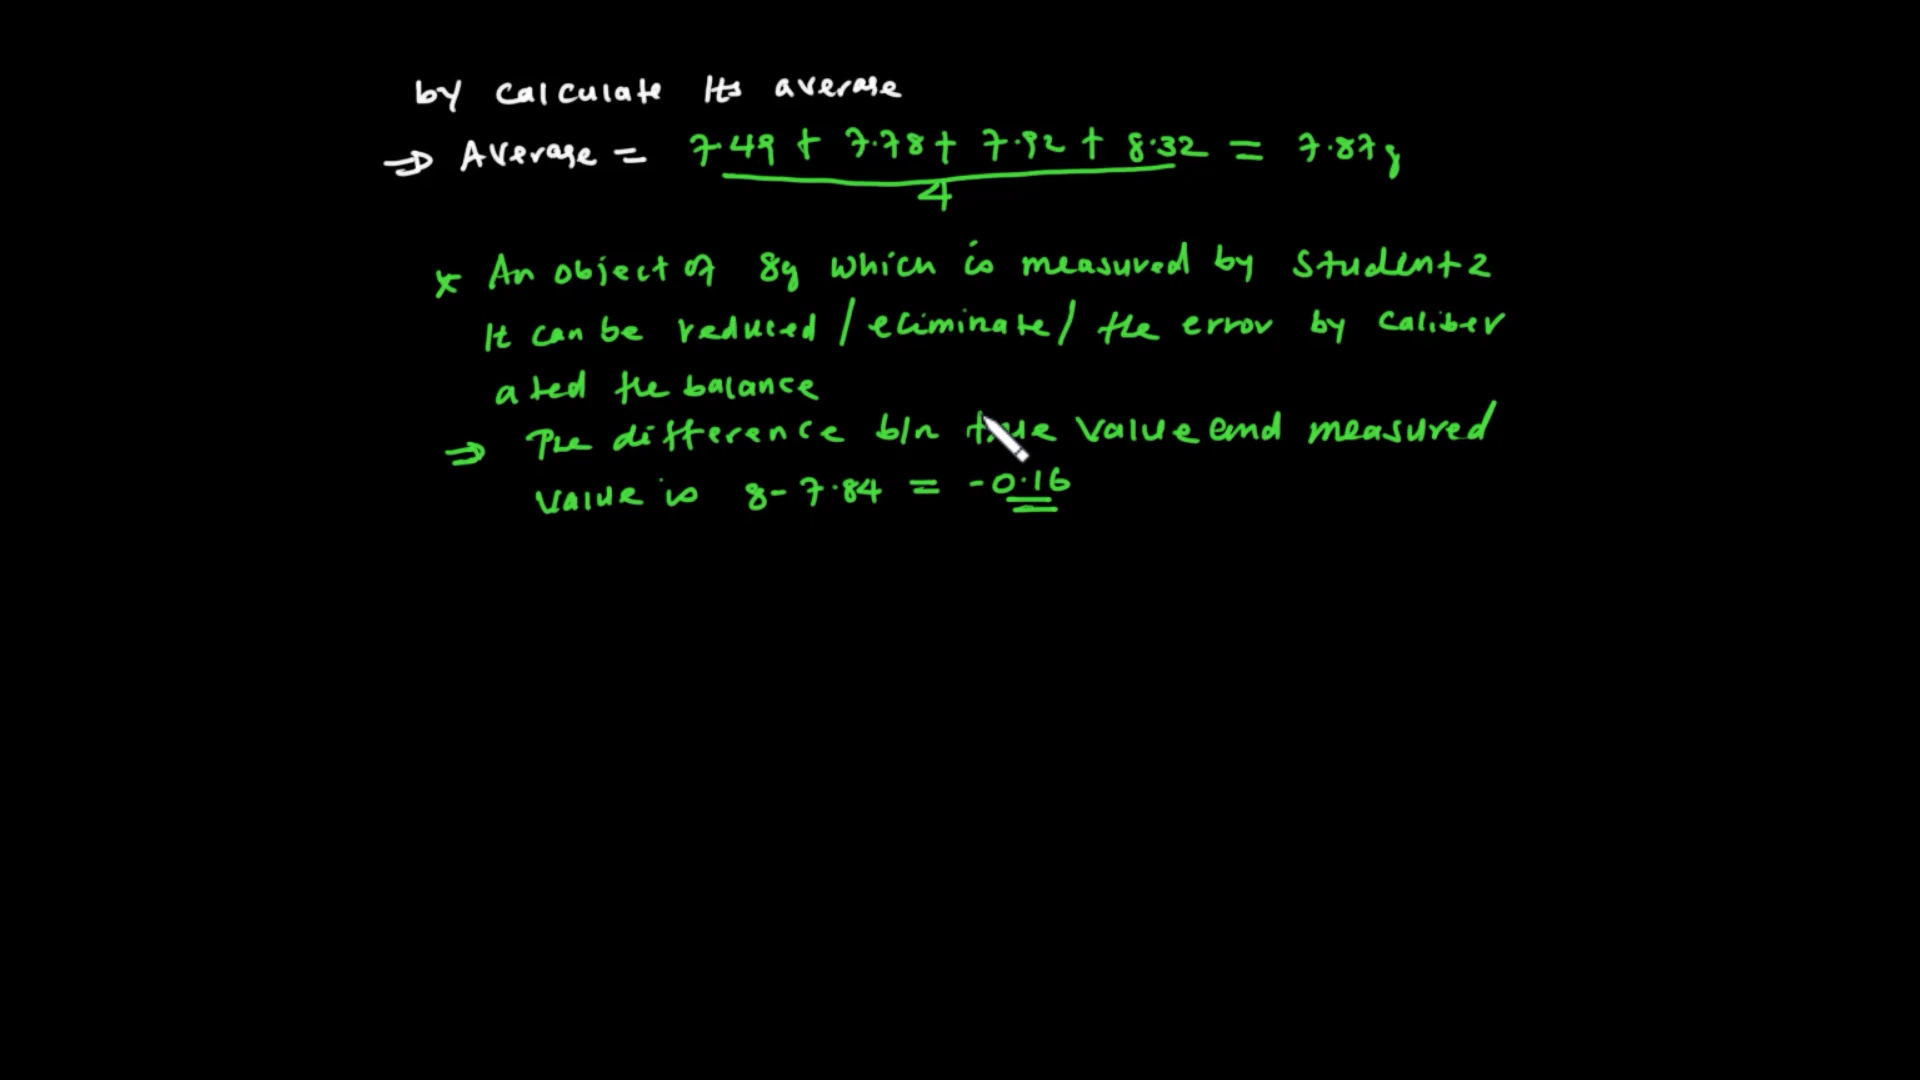 by calculate Its average
⇒ Average = 7.49 + 7.78 + 7.92 + 8.32 = 7.87g
4
* An object of 8g which is measured by student 2
It can be reduced / eliminate / the error by caliber
ated the balance
⇒ The difference b/n true value and measured
value is 8 - 7.84 = -0.16